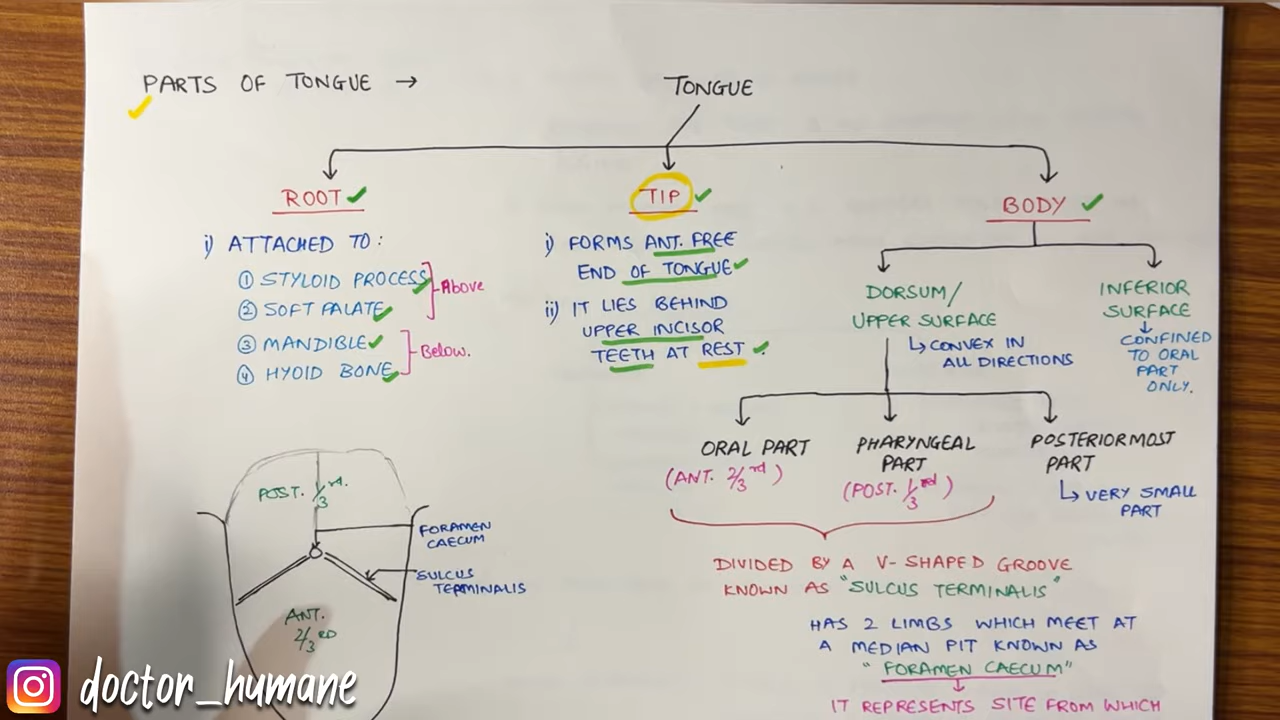 PARTS OF TONGUE →
TONGUE
ROOT
i) ATTACHED TO:
① STYLOID PROCESS
② SOFT PALATE
Above
③ MANDIBLE
④ HYOID BONE
Below.
TIP
i) FORMS ANT. FREE
END OF TONGUE
ii) IT LIES BEHIND
UPPER INCISOR
TEETH AT REST.
BODY
DORSUM/
UPPER SURFACE
CONVEX IN
ALL DIRECTIONS
INFERIOR
SURFACE
CONFINED
TO ORAL
PART
ONLY.
ORAL PART
(ANT. 2/3rd)
PHARYNGEAL
PART
(POST. 1/3rd)
POSTERIORMOST
PART
VERY SMALL
PART
DIVIDED BY A V-SHAPED GROOVE
KNOWN AS "SULCUS TERMINALIS"
HAS 2 LIMBS WHICH MEET AT
A MEDIAN PIT KNOWN AS
"FORAMEN CAECUM"
IT REPRESENTS SITE FROM WHICH
POST. 1/3rd.
FORAMEN
CAECUM
SULCUS
TERMINALIS
ANT.
2/3RD
doctor_humane